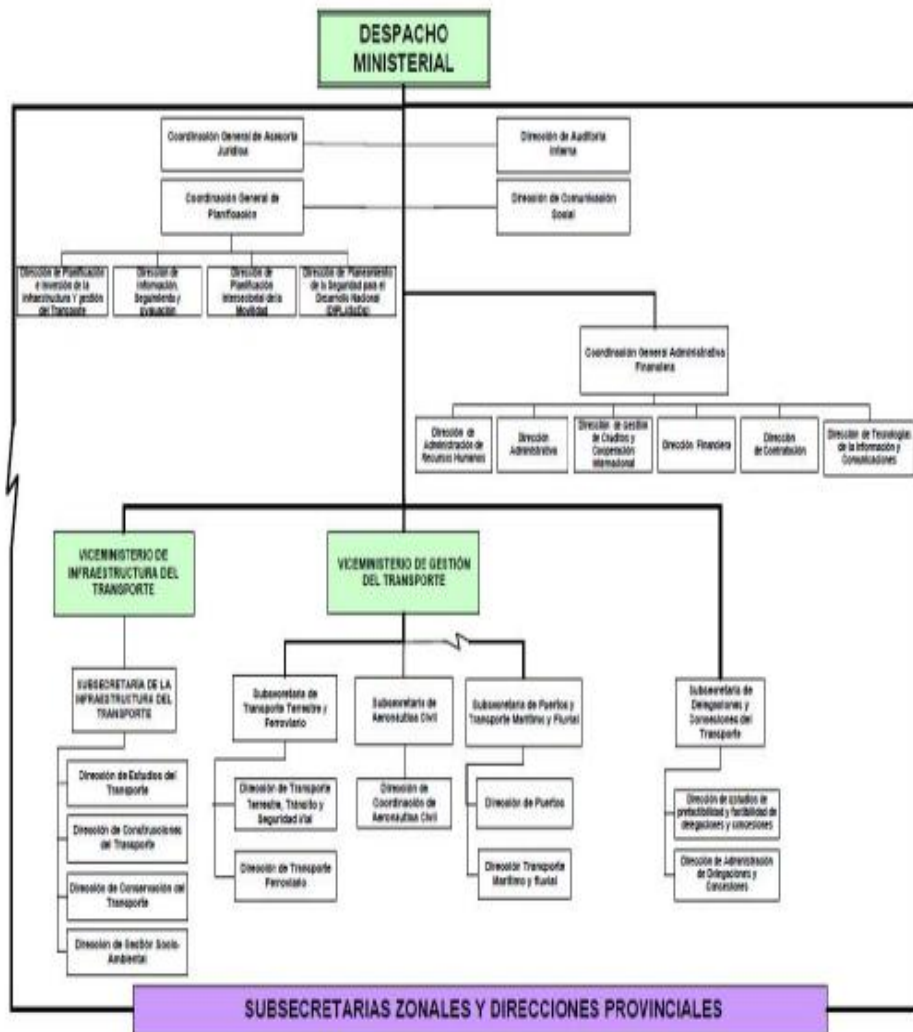 DESPACHO
MINISTERIAL
Coordinación General de Asesoría
Jurídica
Dirección de Auditoria
Interna
Coordinación General de
Planificación
Dirección de Comunicación
Social
Dirección de Planificación
e Inversión de la
Infraestructura Y gestión
del Transporte
Dirección de
Información,
Seguimiento y
Evaluación
Dirección de
Planificación
Intersectorial de la
Movilidad
Dirección de Planeamiento
de la Seguridad para el
Desarrollo Nacional
Coordinación General Administrativa
Financiera
Dirección de
Administración de
Recursos Humanos
Dirección
Administrativa
Dirección de Gestión
de Créditos y
Cooperación
Internacional
Dirección Financiera
Dirección
de Contratación
Dirección de Tecnologías
de la Información y
Comunicaciones
VICEMINISTERIO DE
INFRAESTRUCTURA DEL
TRANSPORTE
VICEMINISTERIO DE GESTIÓN
DEL TRANSPORTE
SUBSECRETARÍA DE LA
INFRAESTRUCTURA DEL
TRANSPORTE
Subsecretaria de
Transporte Terrestre y
Ferroviario
Subsecretaria de
Aeronautica Civil
Subsecretaria de Puertos y
Transporte Marítimo y Fluvial
Subsecretaria de
Delegaciones y
Concesiones del
Transporte
Dirección de Estudios del
Transporte
Dirección de Construcciones
del Transporte
Dirección de Conservación del
Transporte
Dirección de Gestión Socio-
Ambiental
Dirección de Transporte
Terrestre, Tránsito y
Seguridad Vial
Dirección de Transporte
Ferroviario
Dirección de
Coordinación de
Aeronautica Civil
Dirección de Puertos
Dirección Transporte
Marítimo y fluvial
Dirección de Estudios de
prefactibilidad y factibilidad de
delegaciones y concesiones
Dirección de Administración
de Delegaciones y
Concesiones
SUBSECRETARIAS ZONALES Y DIRECCIONES PROVINCIALES